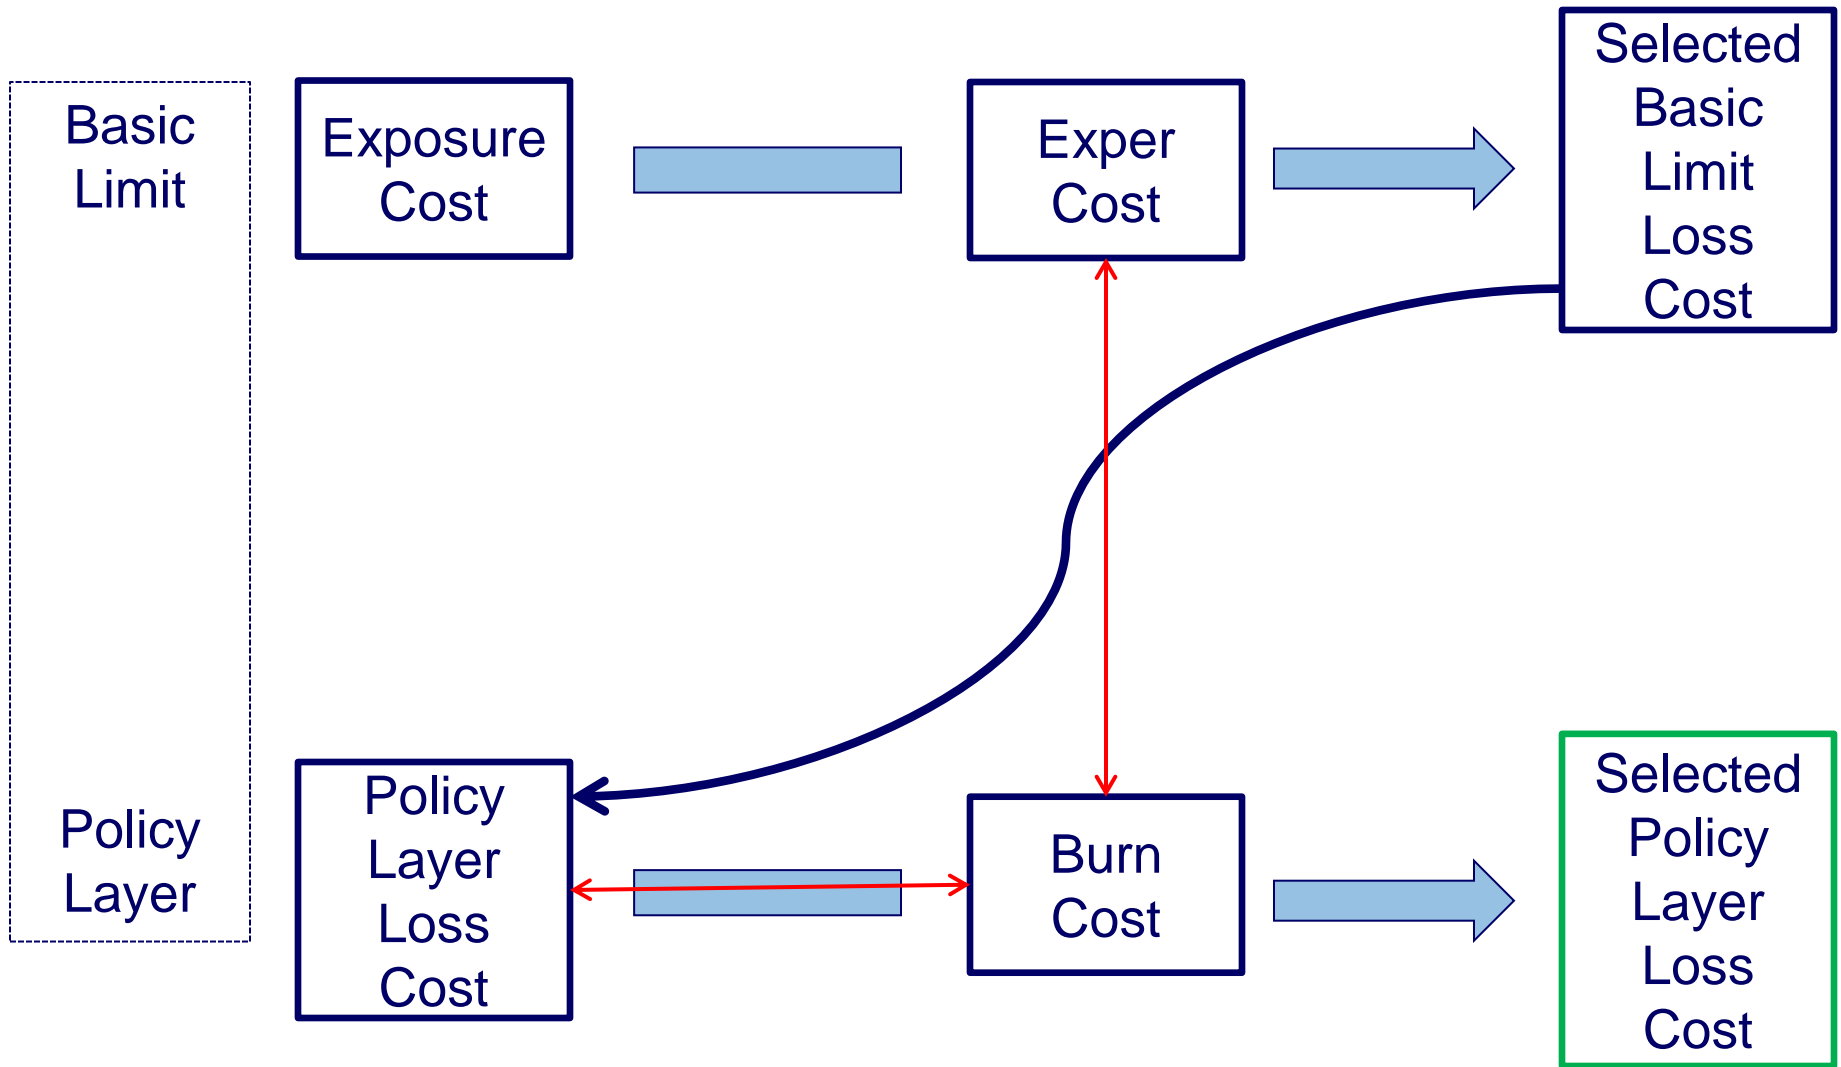 Basic
Limit
Exposure
Cost
Exper
Cost
Selected
Basic
Limit
Loss
Cost
Policy
Layer
Policy
Layer
Loss
Cost
Burn
Cost
Selected
Policy
Layer
Loss
Cost